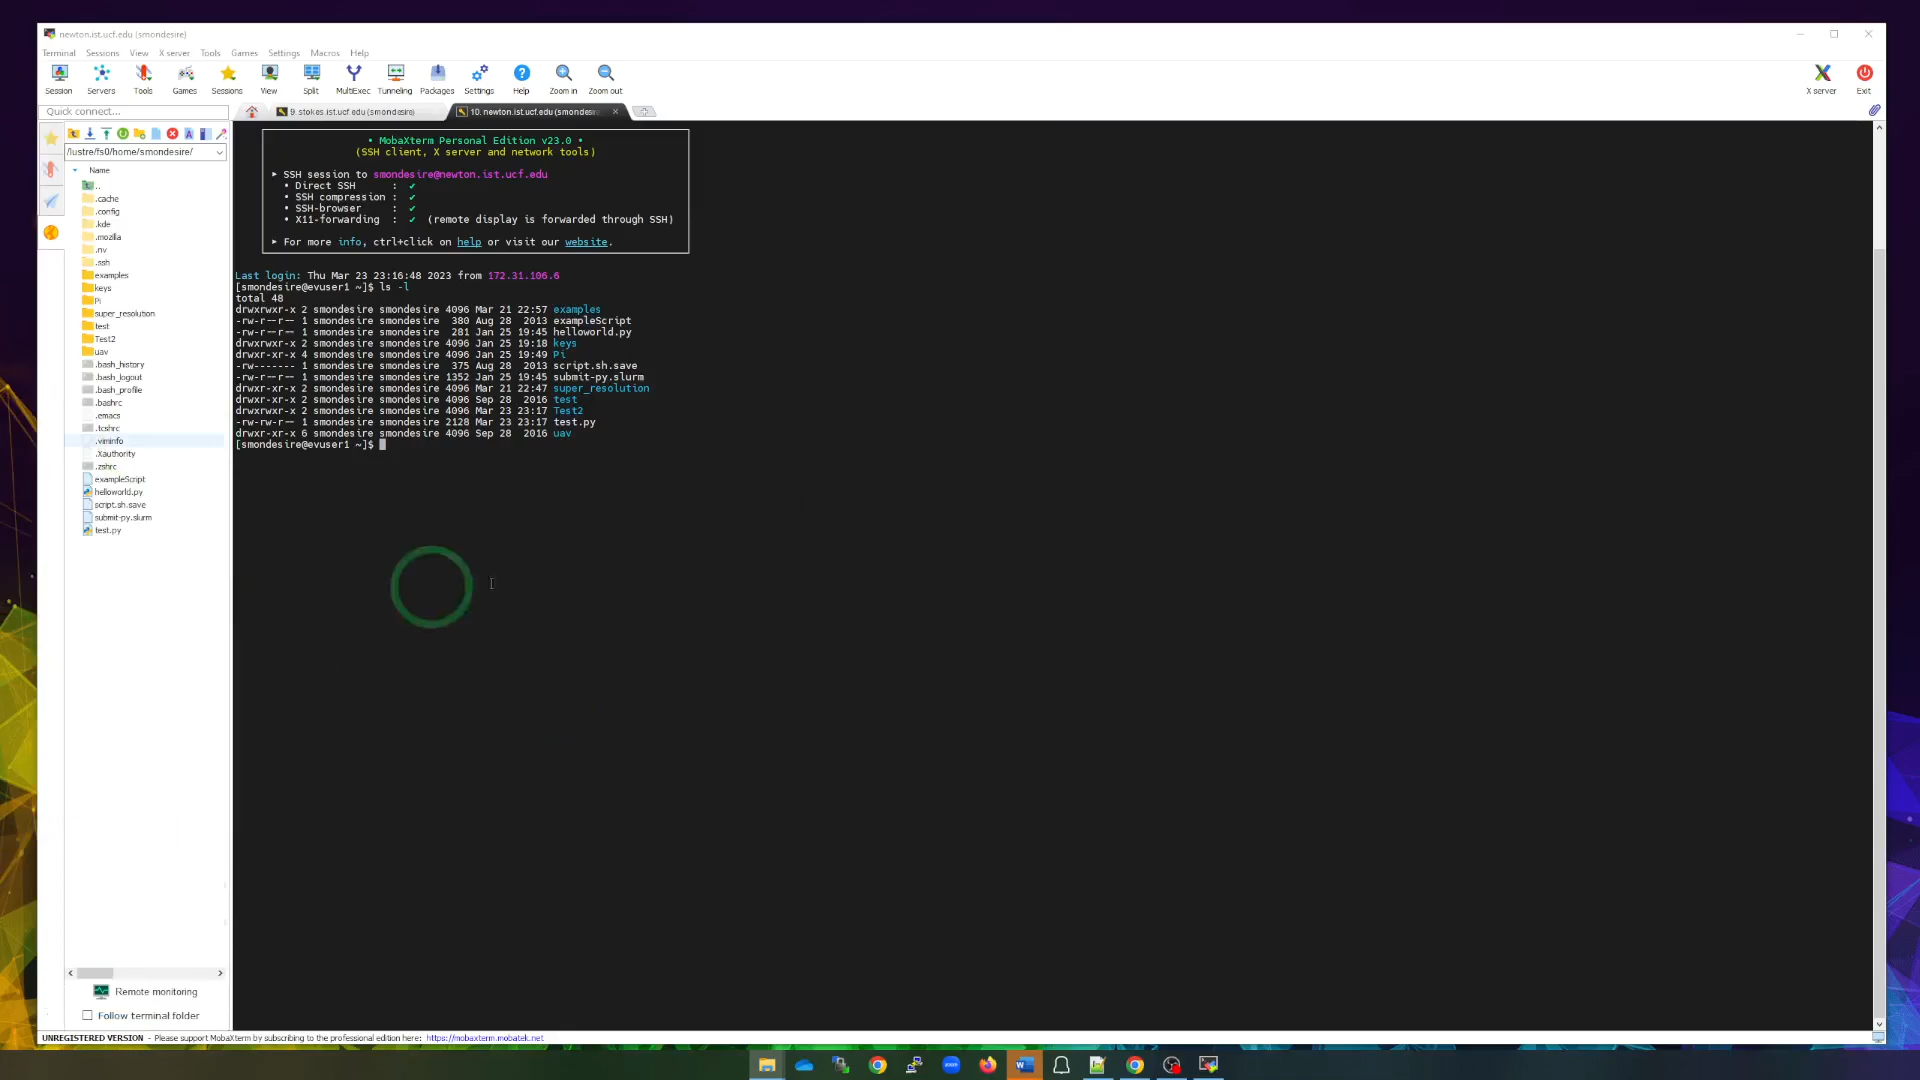 newton.ist.ucf.edu (smondesire)
Terminal Sessions View X server Tools Games Settings Macros Help
Session Servers Tools Games Sessions View Split MultiExec Tunneling Packages Settings Help Zoom in Zoom out X server Exit
Quick connect...
9. stokes.ist.ucf.edu (smondesire)
10. newton.ist.ucf.edu (smondesire
/lustre/fs0/home/smondesire/
Name
..
.cache
.config
.kde
.mozilla
.nv
.ssh
examples
keys
Pi
super_resolution
test
Test2
uav
.bash_history
.bash_logout
.bash_profile
.bashrc
.emacs
.tcshrc
.viminfo
.Xauthority
.zshrc
exampleScript
helloworld.py
script.sh.save
submit-py.slurm
test.py
Remote monitoring
Follow terminal folder
• MobaXterm Personal Edition v23.0 •
(SSH client, X server and network tools)
▸ SSH session to smondesire@newton.ist.ucf.edu
• Direct SSH : ✓
• SSH compression : ✓
• SSH-browser : ✓
• X11-forwarding : ✓ (remote display is forwarded through SSH)
▸ For more info, ctrl+click on help or visit our website.
Last login: Thu Mar 23 23:16:48 2023 from 172.31.106.6
[smondesire@evuser1 ~]$ ls -l
total 48
drwxrwxr-x 2 smondesire smondesire 4096 Mar 21 22:57 examples
-rw-r--r-- 1 smondesire smondesire 380 Aug 28 2013 exampleScript
-rw-r--r-- 1 smondesire smondesire 281 Jan 25 19:45 helloworld.py
drwxrwxr-x 2 smondesire smondesire 4096 Jan 25 19:18 keys
drwxr-xr-x 4 smondesire smondesire 4096 Jan 25 19:49 Pi
-rw------- 1 smondesire smondesire 375 Aug 28 2013 script.sh.save
-rw-r--r-- 1 smondesire smondesire 1352 Jan 25 19:45 submit-py.slurm
drwxr-xr-x 2 smondesire smondesire 4096 Mar 21 22:47 super_resolution
drwxr-xr-x 2 smondesire smondesire 4096 Sep 28 2016 test
drwxrwxr-x 2 smondesire smondesire 4096 Mar 23 23:17 Test2
-rw-rw-r-- 1 smondesire smondesire 2128 Mar 23 23:17 test.py
drwxr-xr-x 6 smondesire smondesire 4096 Sep 28 2016 uav
[smondesire@evuser1 ~]$
UNREGISTERED VERSION - Please support MobaXterm by subscribing to the professional edition here: https://mobaxterm.mobatek.net